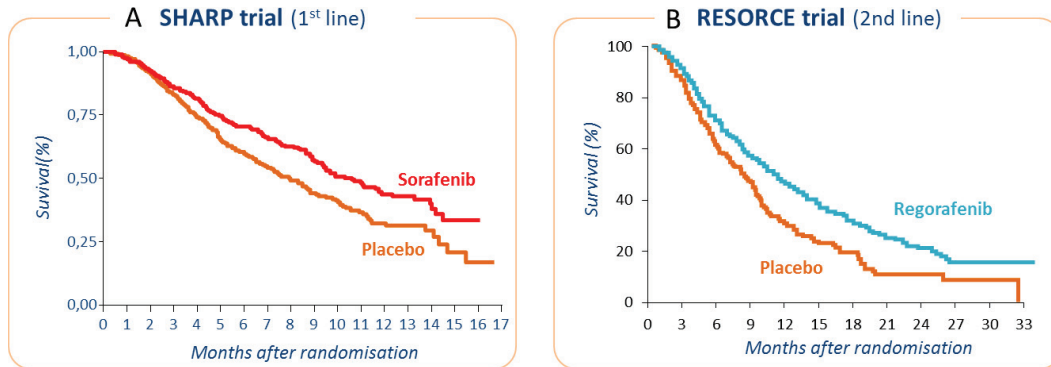 A SHARP trial (1st line)
1,00
0,75
0,50
0,25
0,00
Suvival(%)
Sorafenib
Placebo
0 1 2 3 4 5 6 7 8 9 10 11 12 13 14 15 16 17
Months after randomisation
B RESORCE trial (2nd line)
100
80
60
40
20
0
Survival (%)
Regorafenib
Placebo
0 3 6 9 12 15 18 21 24 27 30 33
Months after randomisation